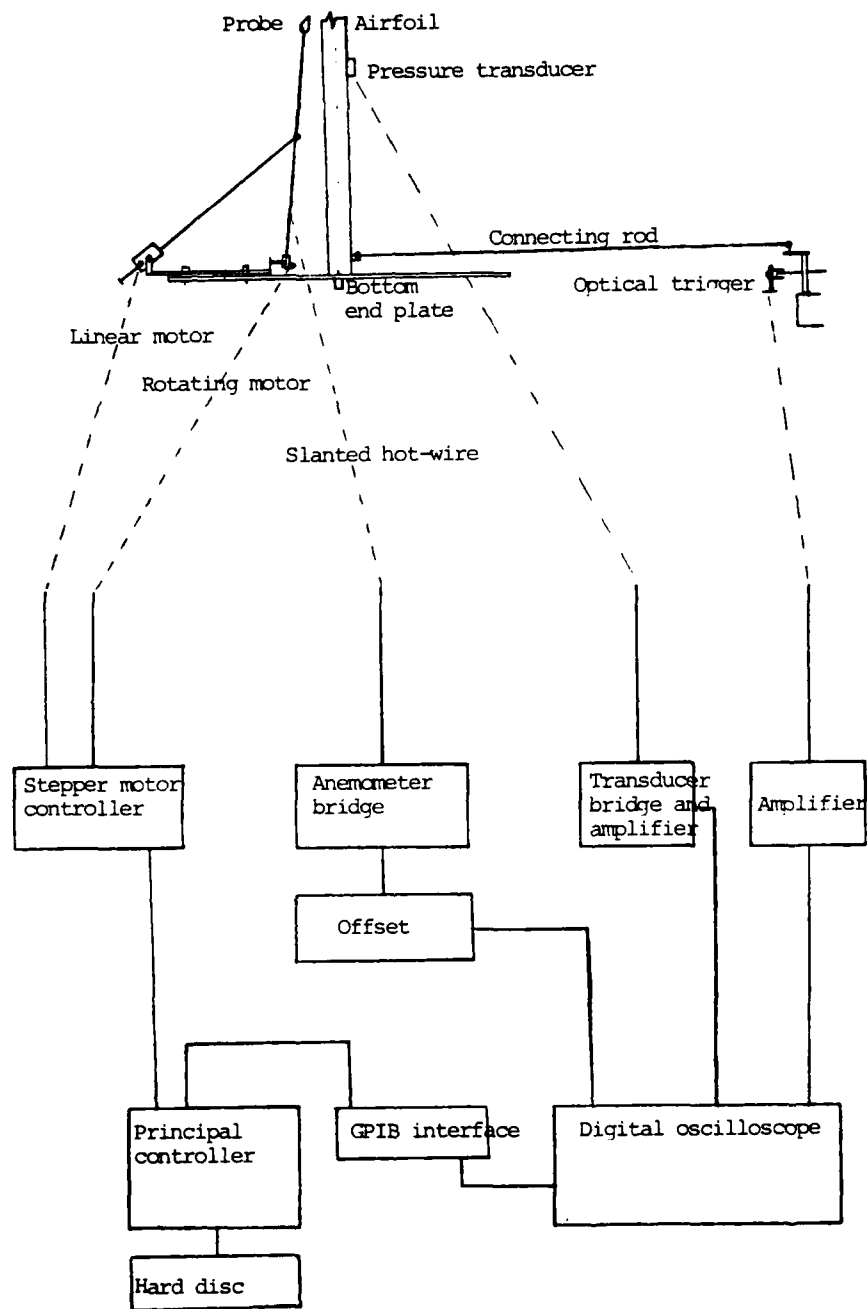 Probe
Airfoil
Pressure transducer
Connecting rod
Bottom
end plate
Optical trigger
Linear motor
Rotating motor
Slanted hot-wire
Stepper motor
controller
Anemometer
bridge
Transducer
bridge and
amplifier
Amplifier
Offset
Principal
controller
GPIB interface
Digital oscilloscope
Hard disc